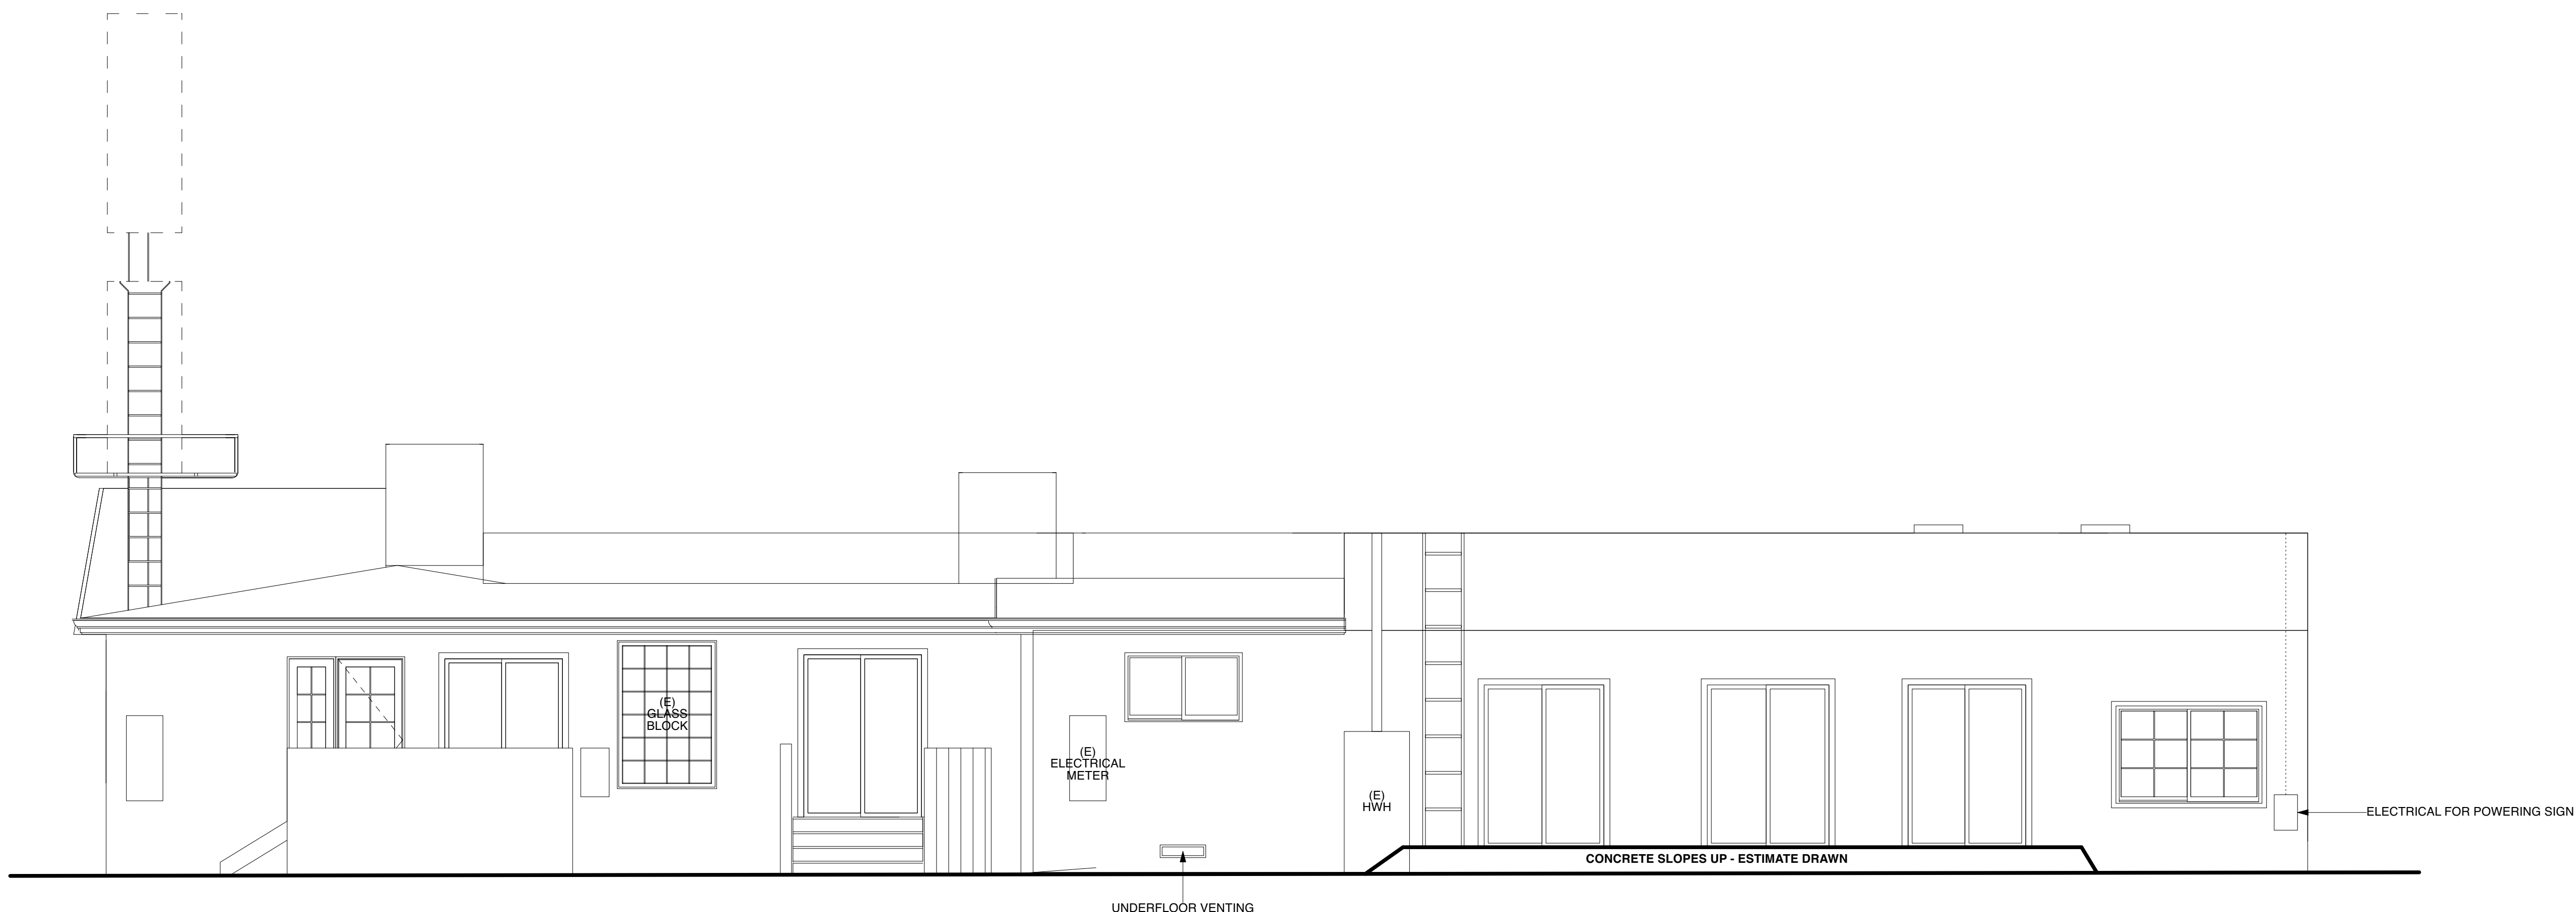 (E)
GLASS
BLOCK
(E)
ELECTRICAL
METER
(E)
HWH
ELECTRICAL FOR POWERING SIGN
CONCRETE SLOPES UP - ESTIMATE DRAWN
UNDERFLOOR VENTING